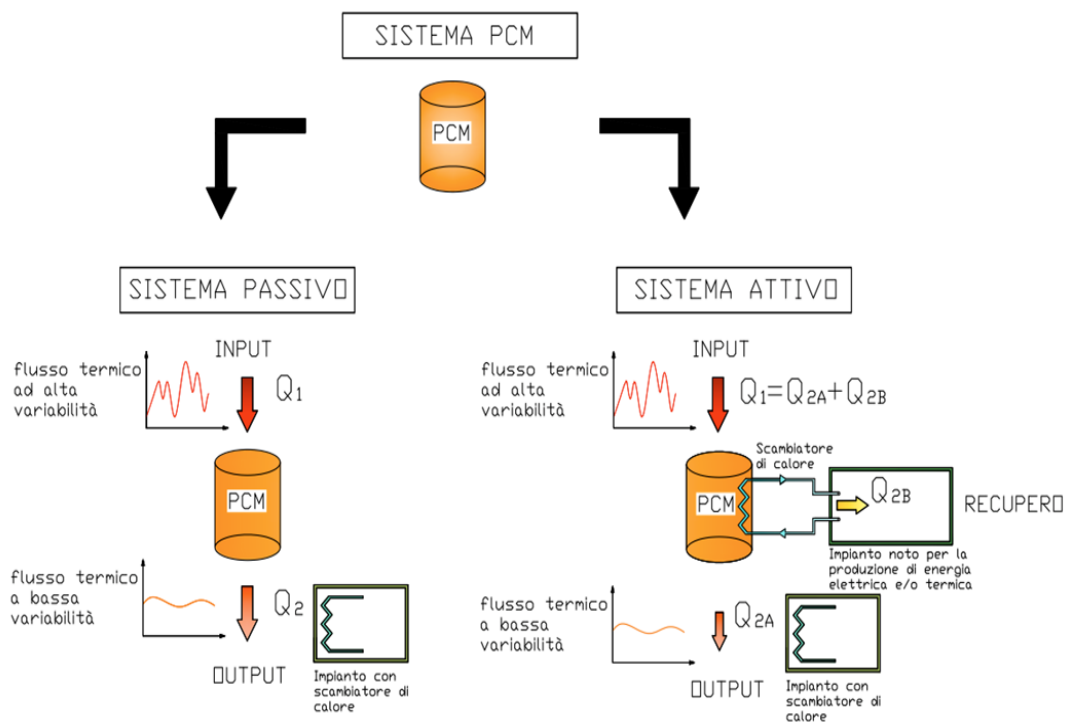 SISTEMA PCM
PCM
SISTEMA PASSIVO
INPUT
flusso termico
ad alta
variabilità
Q1
PCM
flusso termico
a bassa
variabilità
Q2
OUTPUT
Impianto con
scambiatore di
calore
SISTEMA ATTIVO
INPUT
flusso termico
ad alta
variabilità
Q1=Q2A+Q2B
Scambiatore
di calore
PCM
Q2B
RECUPERO
Impianto noto per la
produzione di energia
elettrica e/o termica
flusso termico
a bassa
variabilità
Q2A
OUTPUT
Impianto con
scambiatore di
calore